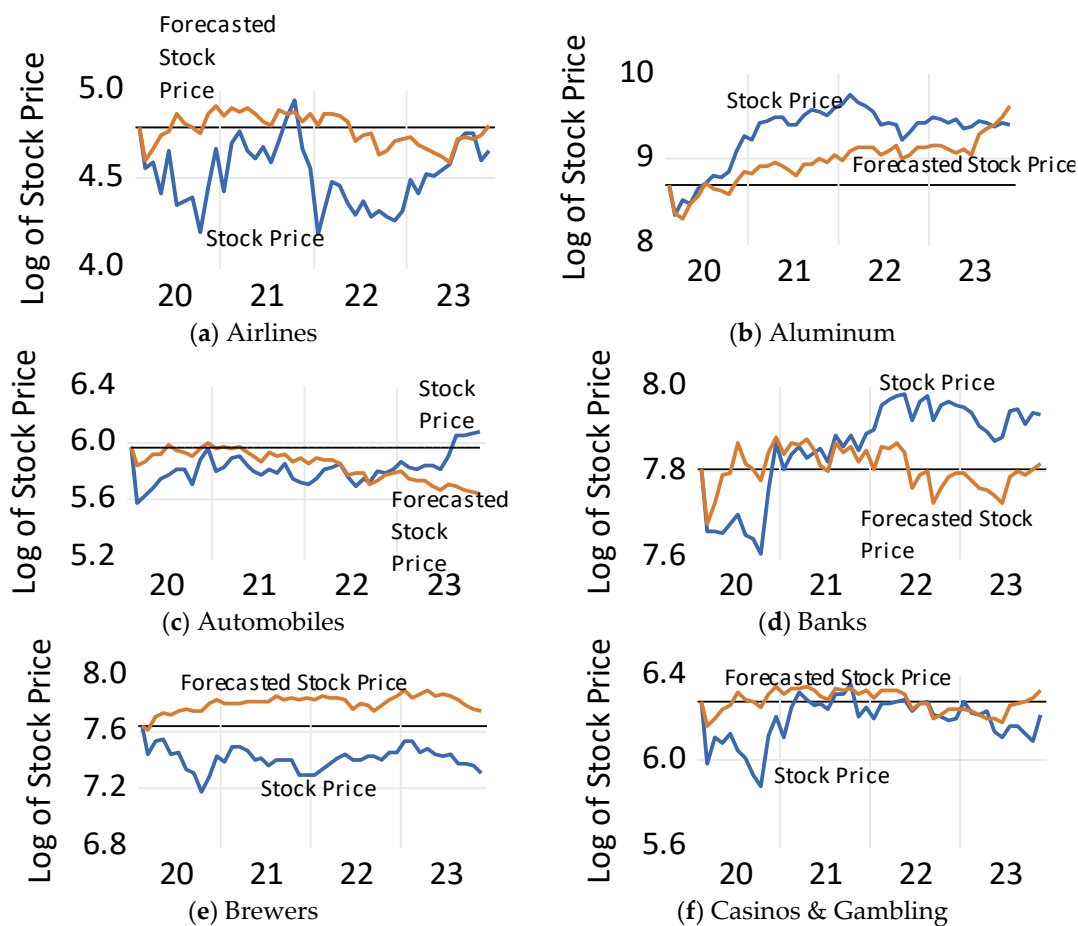 Log of Stock Price
5.0
4.5
4.0
Forecasted
Stock
Price
Stock Price
20 21 22 23
(a) Airlines
Log of Stock Price
10
9
8
Stock Price
Forecasted Stock Price
20 21 22 23
(b) Aluminum
Log of Stock Price
6.4
6.0
5.6
5.2
Stock
Price
Forecasted
Stock
Price
20 21 22 23
(c) Automobiles
Log of Stock Price
8.0
7.8
7.6
Stock Price
Forecasted Stock
Price
20 21 22 23
(d) Banks
Log of Stock Price
8.0
7.6
7.2
6.8
Forecasted Stock Price
Stock Price
20 21 22 23
(e) Brewers
Log of Stock Price
6.4
6.0
5.6
Forecasted Stock Price
Stock Price
20 21 22 23
(f) Casinos & Gambling